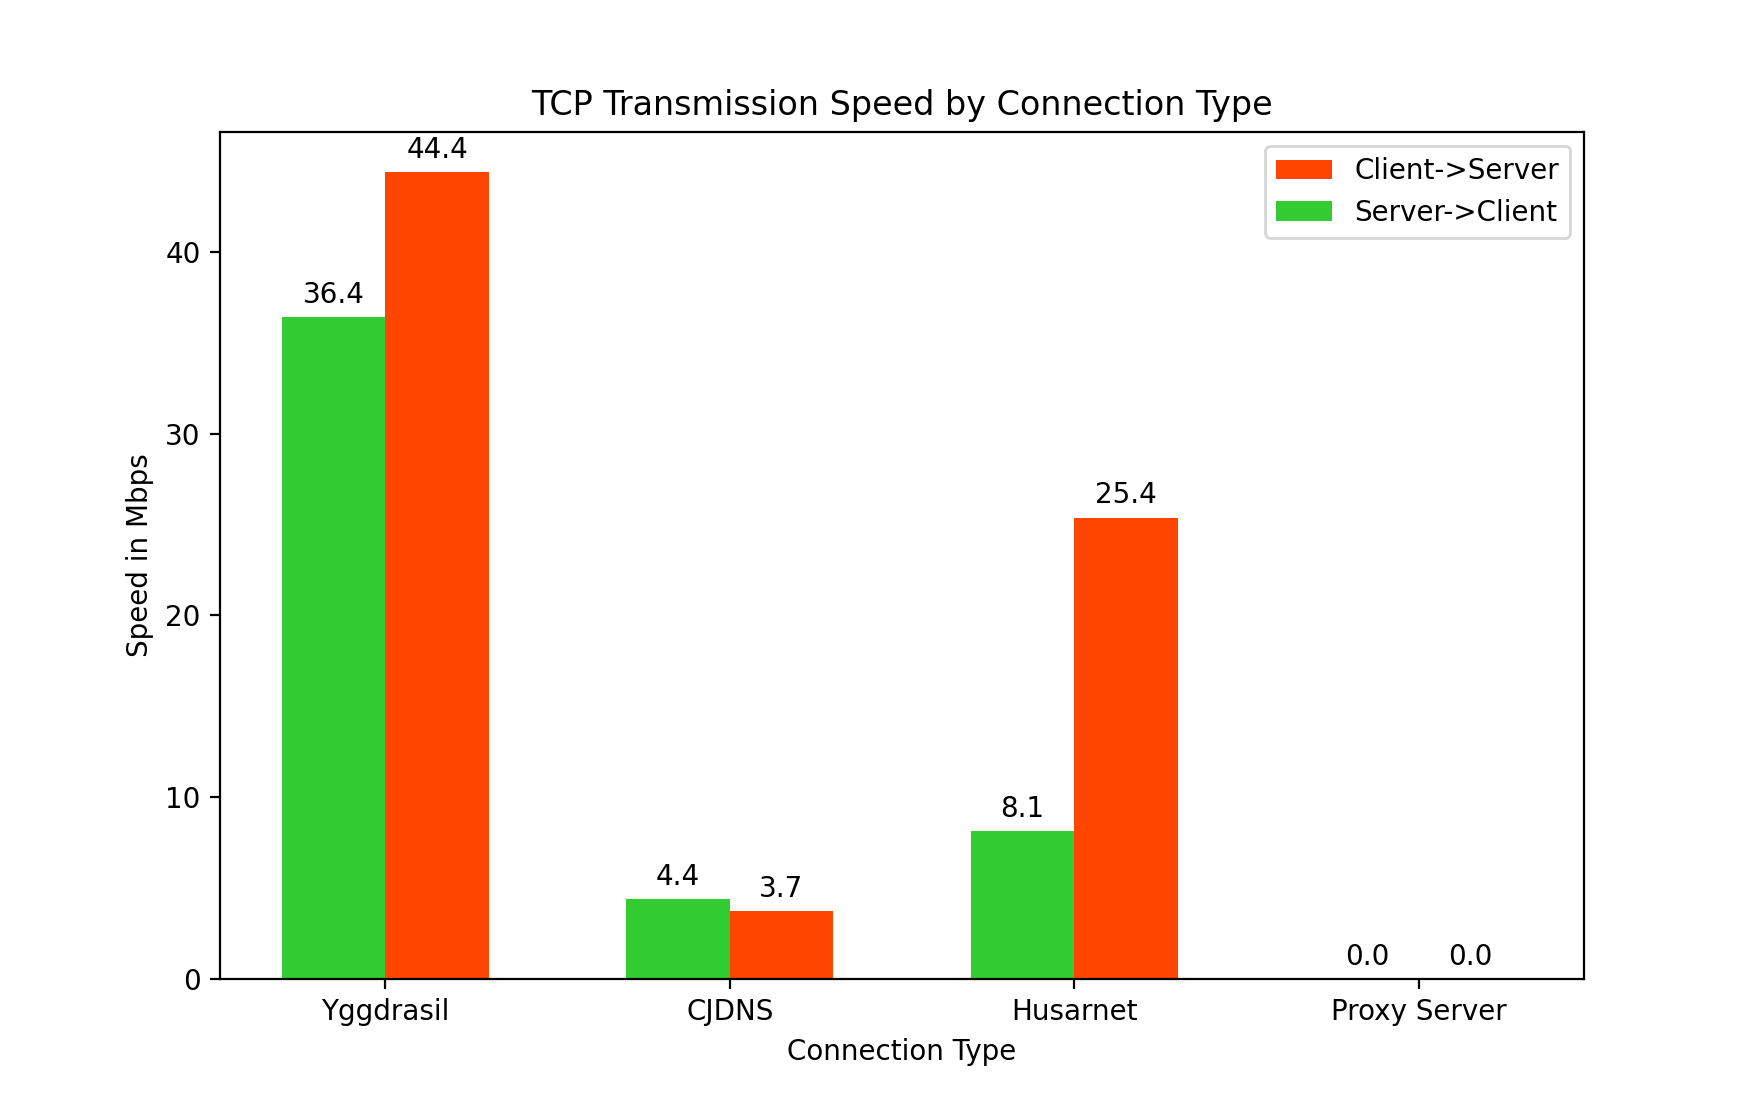 TCP Transmission Speed by Connection Type
Client->Server
Server->Client
44.4
36.4
25.4
8.1
4.4
3.7
0.0
0.0
40
30
20
10
0
Speed in Mbps
Yggdrasil
CJDNS
Husarnet
Proxy Server
Connection Type